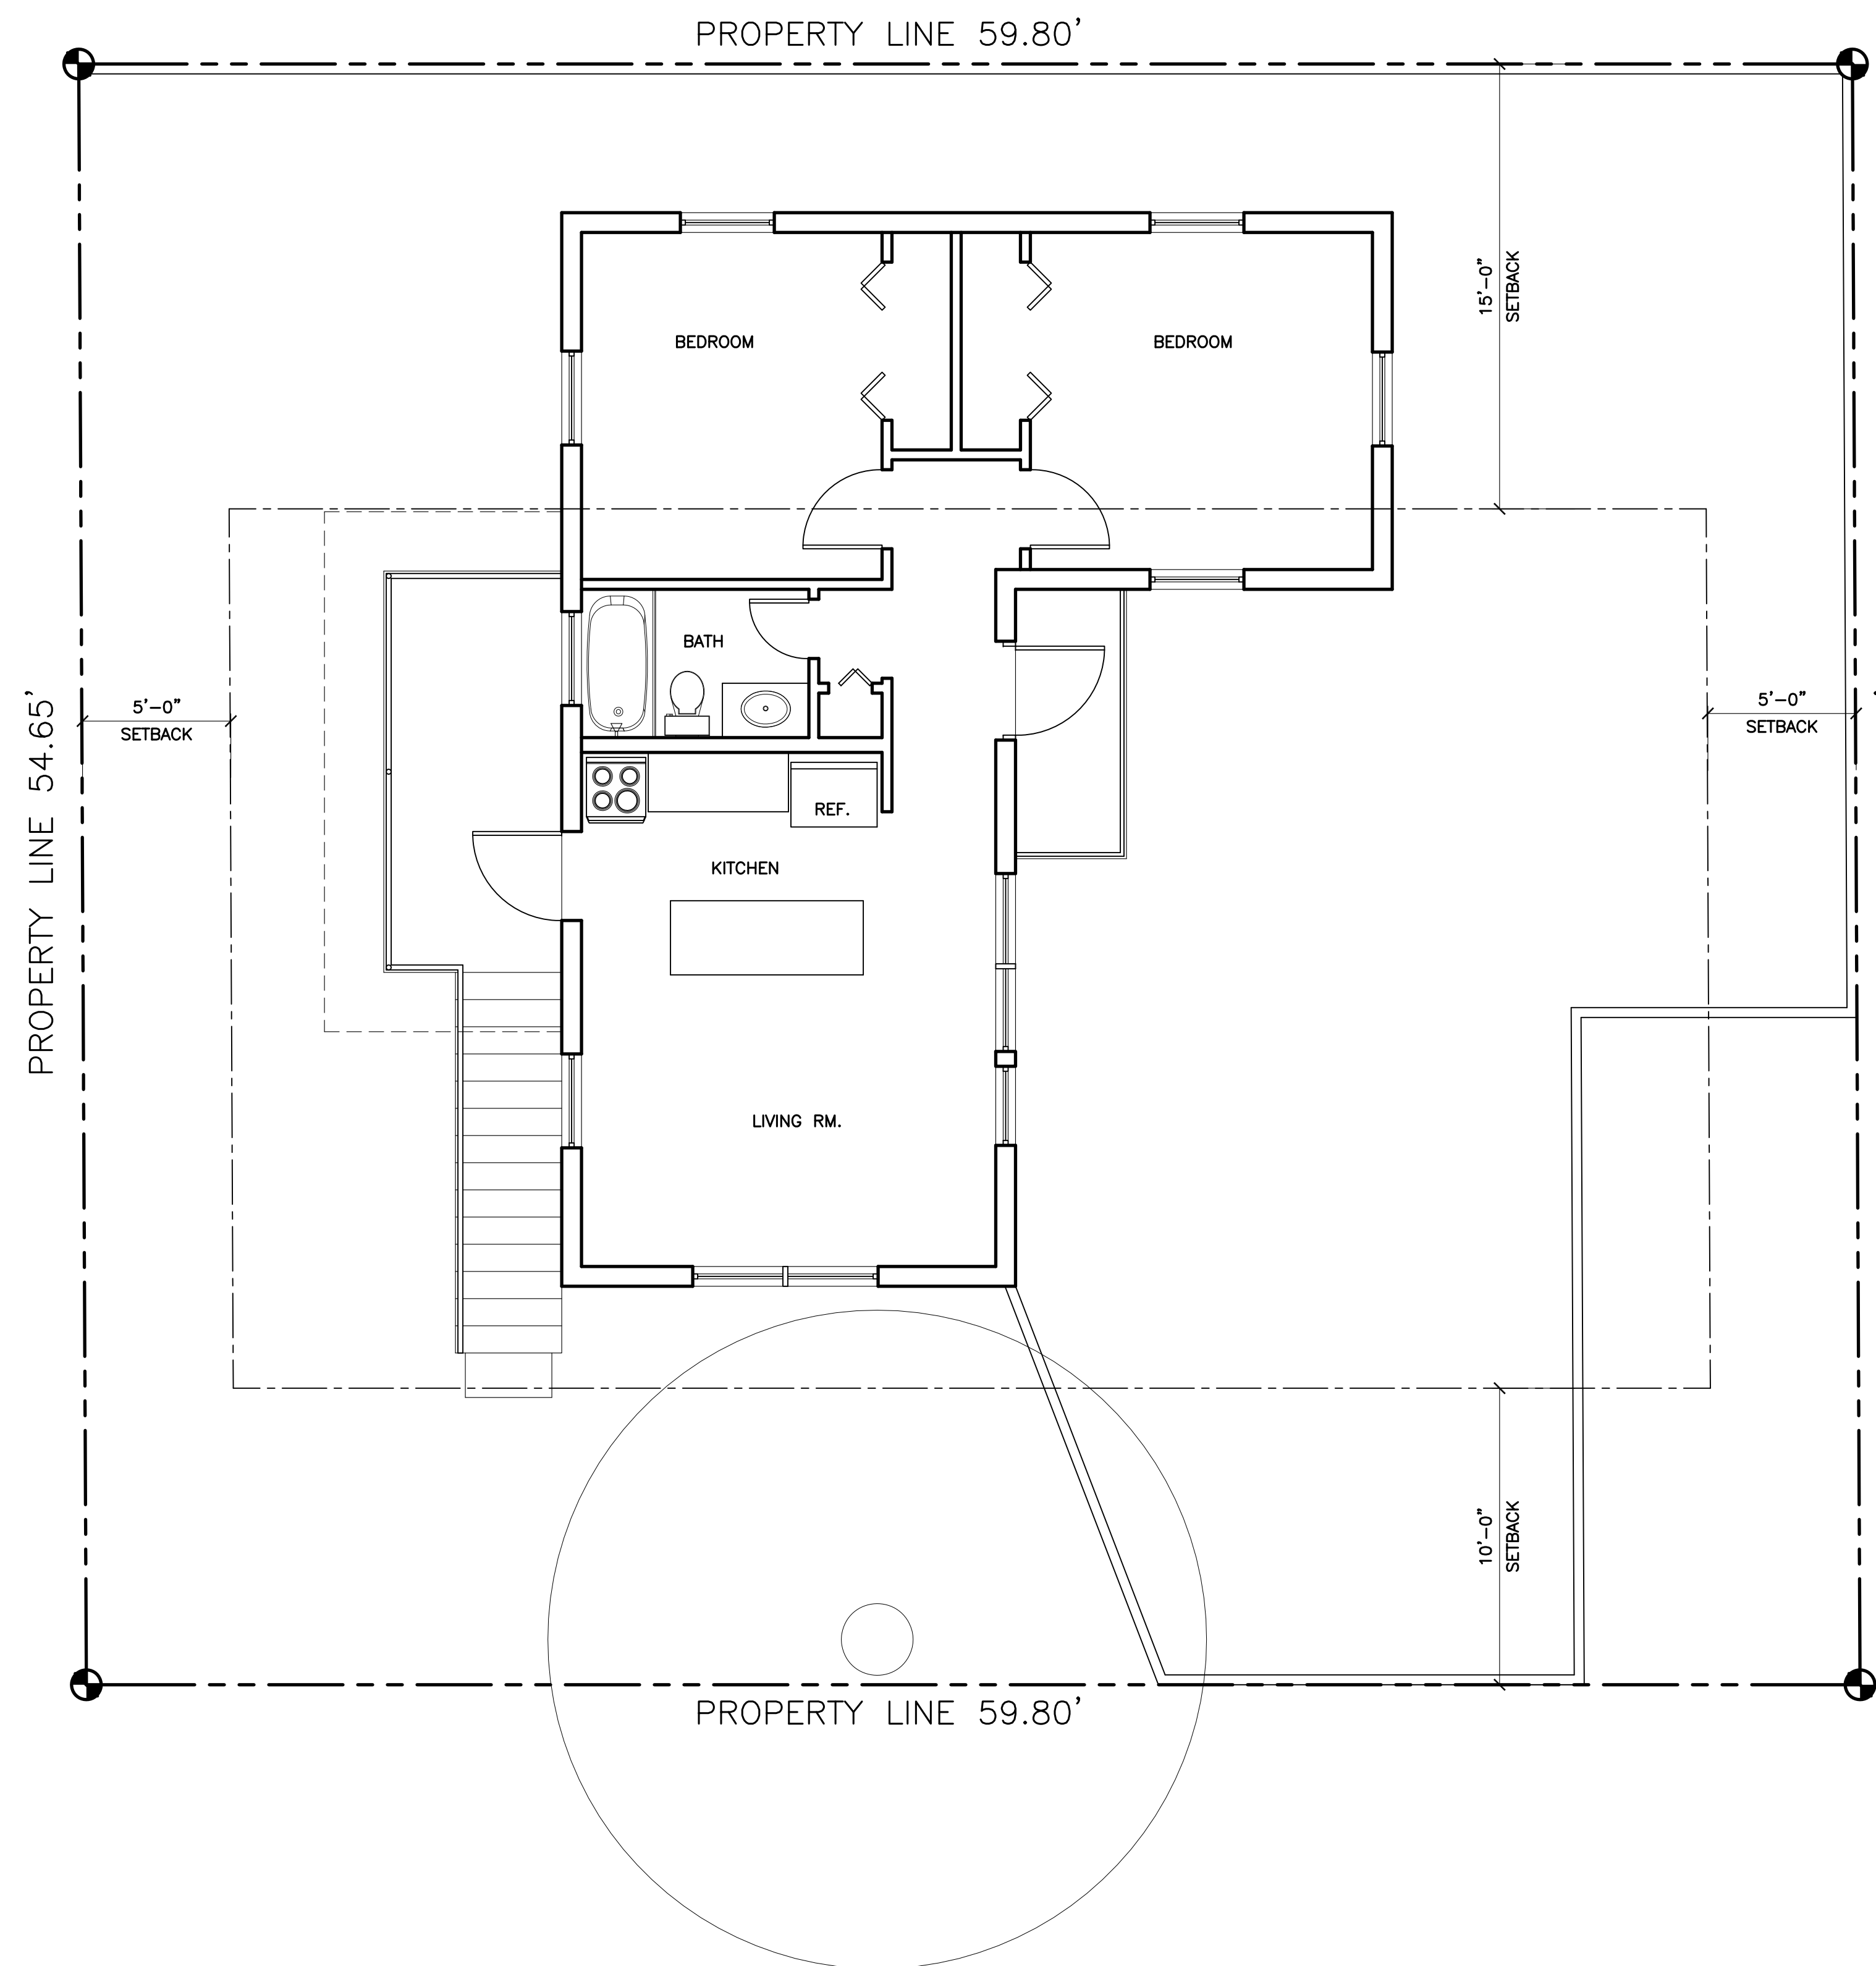 PROPERTY LINE 59.80'
15'-0"
SETBACK
BEDROOM
BEDROOM
BATH
5'-0"
SETBACK
5'-0"
SETBACK
PROPERTY LINE 54.65'
REF.
KITCHEN
LIVING RM.
10'-0"
SETBACK
PROPERTY LINE 59.80'